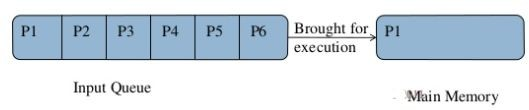 P1 P2 P3 P4 P5 P6 Brought for P1
execution
Input Queue
Main Memory